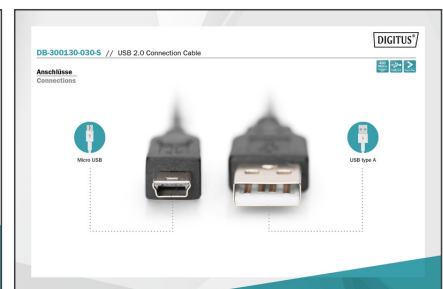 DIGITUS®
DB-300130-030-S // USB 2.0 Connection Cable
Anschlüsse
Connections
Micro USB
USB type A